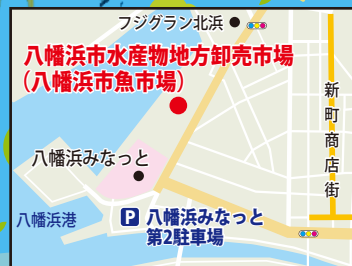 フジグラン北浜
八幡浜市水産物地方卸売市場
(八幡浜市魚市場)
新町商店街
八幡浜みなっと
八幡浜港
P 八幡浜みなっと
第2駐車場